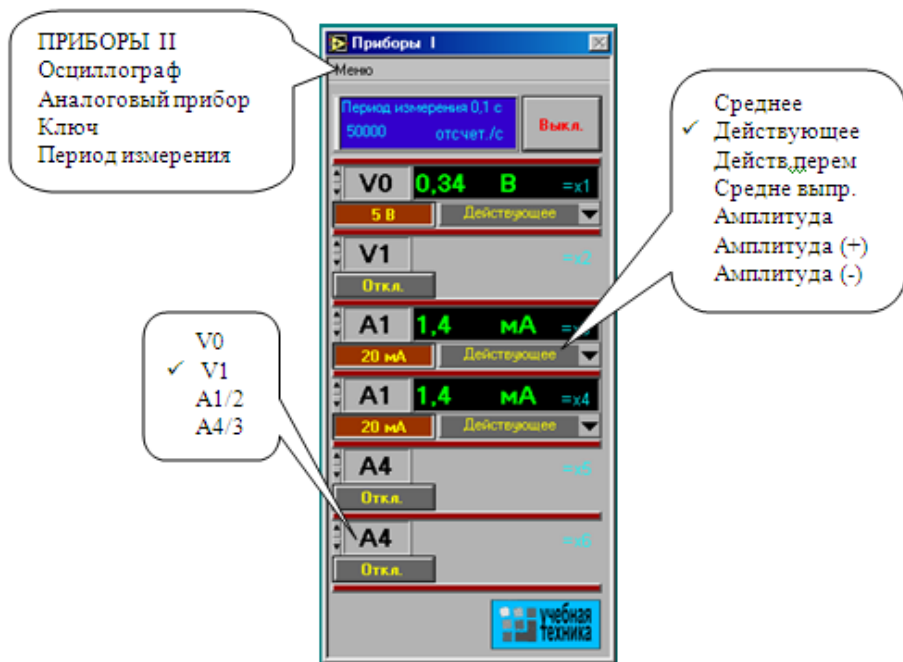 ПРИБОРЫ II
Осциллограф
Аналоговый прибор
Ключ
Период измерения
Приборы I
Меню
Период измерения 0,1 с
50000 отсчет./с
Выкл.
V0 0,34 В =x1
5 В Действующее
V1 =x2
Откл.
A1 1,4 мА
20 мА Действующее
A1 1,4 мА =x4
20 мА Действующее
A4 =x5
Откл.
A4 =x6
Откл.
учебная
техника
Среднее
✓ Действующее
Действ,перем
Средне выпр.
Амплитуда
Амплитуда (+)
Амплитуда (-)
V0
✓ V1
A1/2
A4/3